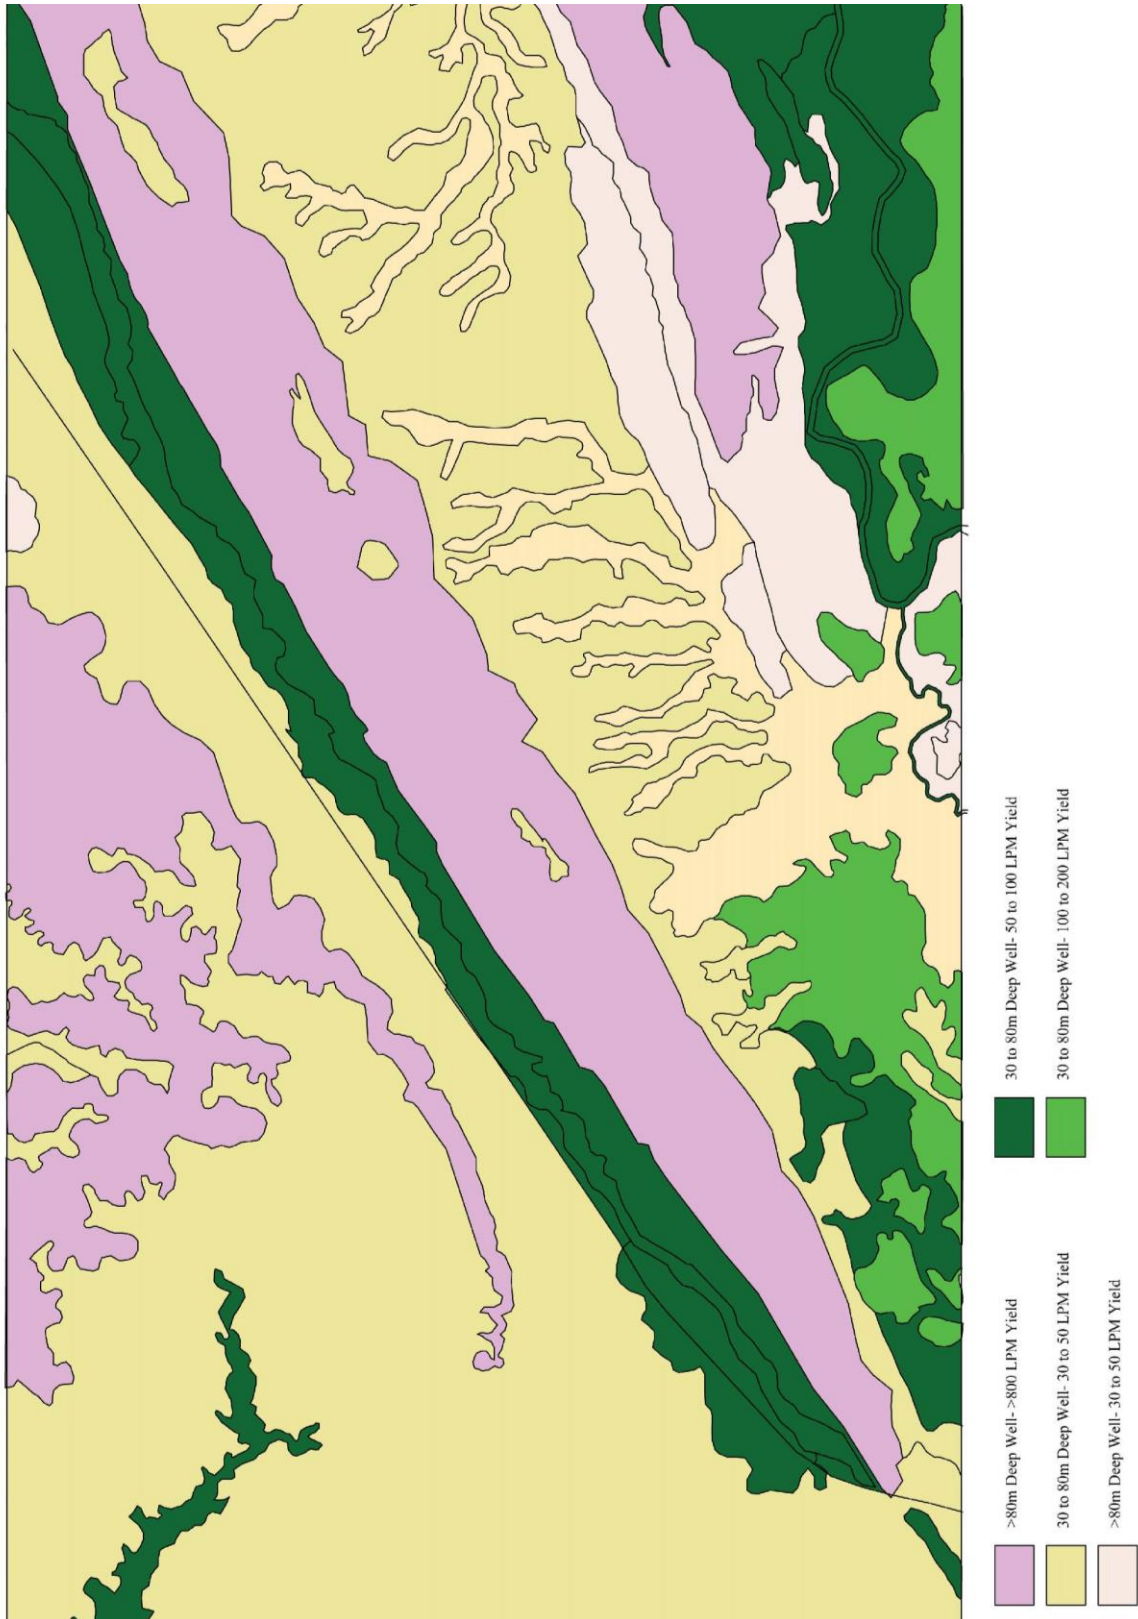 >80m Deep Well- >800 LPM Yield
30 to 80m Deep Well- 30 to 50 LPM Yield
>80m Deep Well- 30 to 50 LPM Yield
30 to 80m Deep Well- 50 to 100 LPM Yield
30 to 80m Deep Well- 100 to 200 LPM Yield